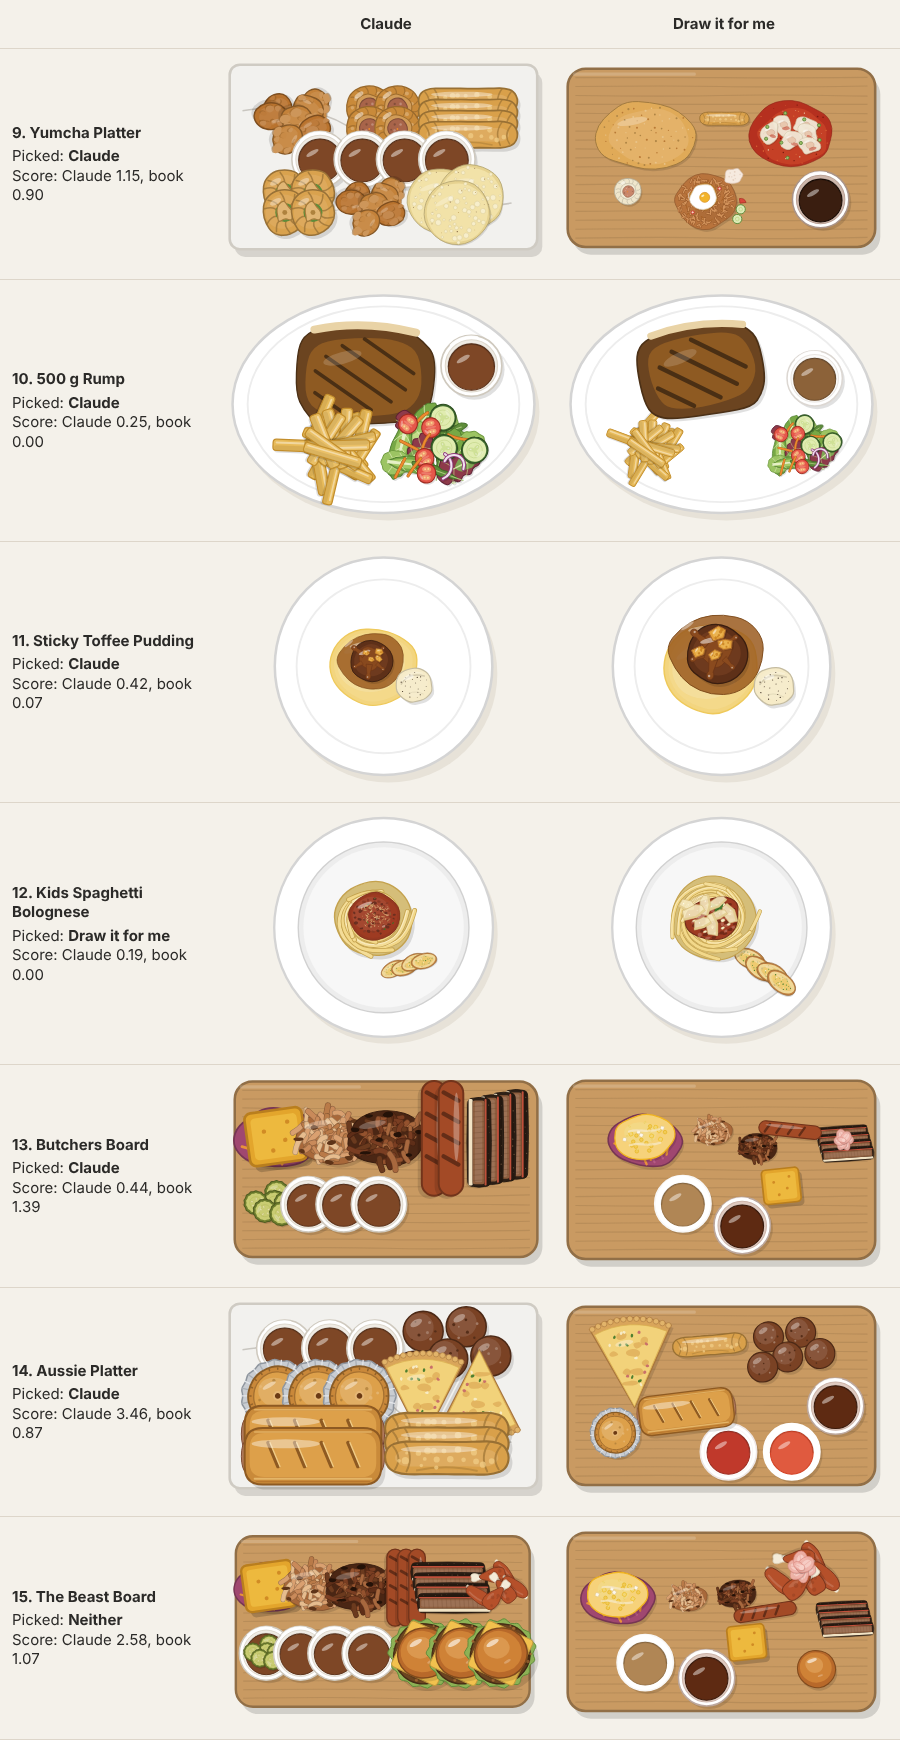 Claude
Draw it for me
9. Yumcha Platter
Picked: Claude
Score: Claude 1.15, book
0.90
10. 500 g Rump
Picked: Claude
Score: Claude 0.25, book
0.00
11. Sticky Toffee Pudding
Picked: Claude
Score: Claude 0.42, book
0.07
12. Kids Spaghetti
Bolognese
Picked: Draw it for me
Score: Claude 0.19, book
0.00
13. Butchers Board
Picked: Claude
Score: Claude 0.44, book
1.39
14. Aussie Platter
Picked: Claude
Score: Claude 3.46, book
0.87
15. The Beast Board
Picked: Neither
Score: Claude 2.58, book
1.07